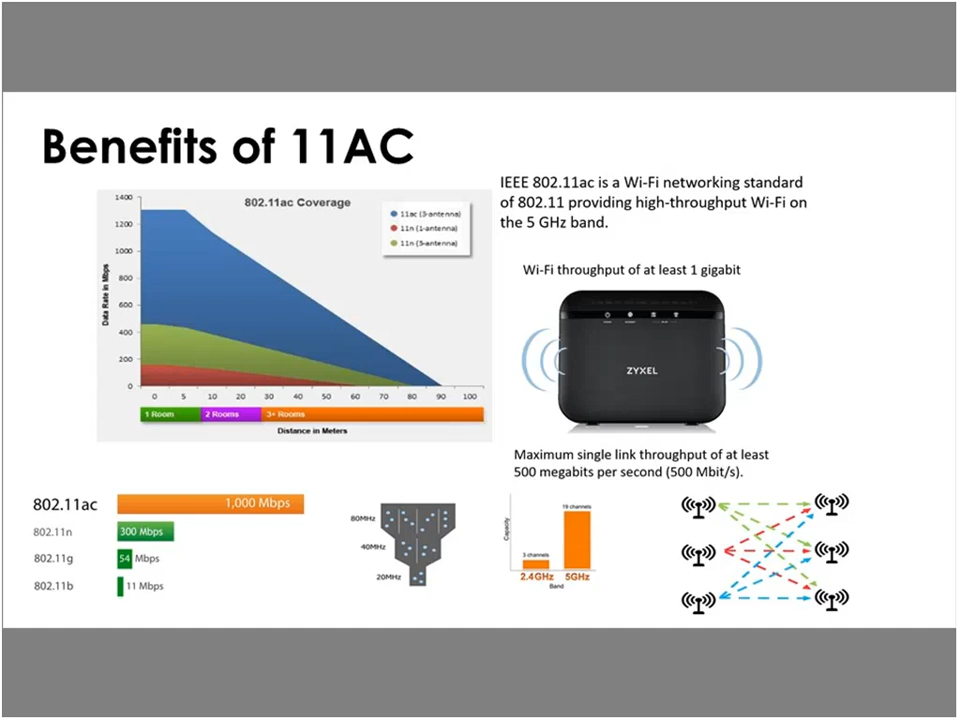 Benefits of 11AC
IEEE 802.11ac is a Wi-Fi networking standard
of 802.11 providing high-throughput Wi-Fi on
the 5 GHz band.
802.11ac Coverage
11ac (3-antenna)
11n (1-antenna)
11n (3-antenna)
Data Rate in Mbps
1400
1200
1000
800
600
400
200
0
0 5 10 20 30 40 50 60 70 80 90 100
1 Room 2 Rooms 3+ Rooms
Distance in Meters
Wi-Fi throughput of at least 1 gigabit
ZYXEL
Maximum single link throughput of at least
500 megabits per second (500 Mbit/s).
802.11ac 1,000 Mbps
802.11n 300 Mbps
802.11g 54 Mbps
802.11b 11 Mbps
80MHz
40MHz
20MHz
Capacity
3 channels
19 channels
2.4GHz 5GHz
Band